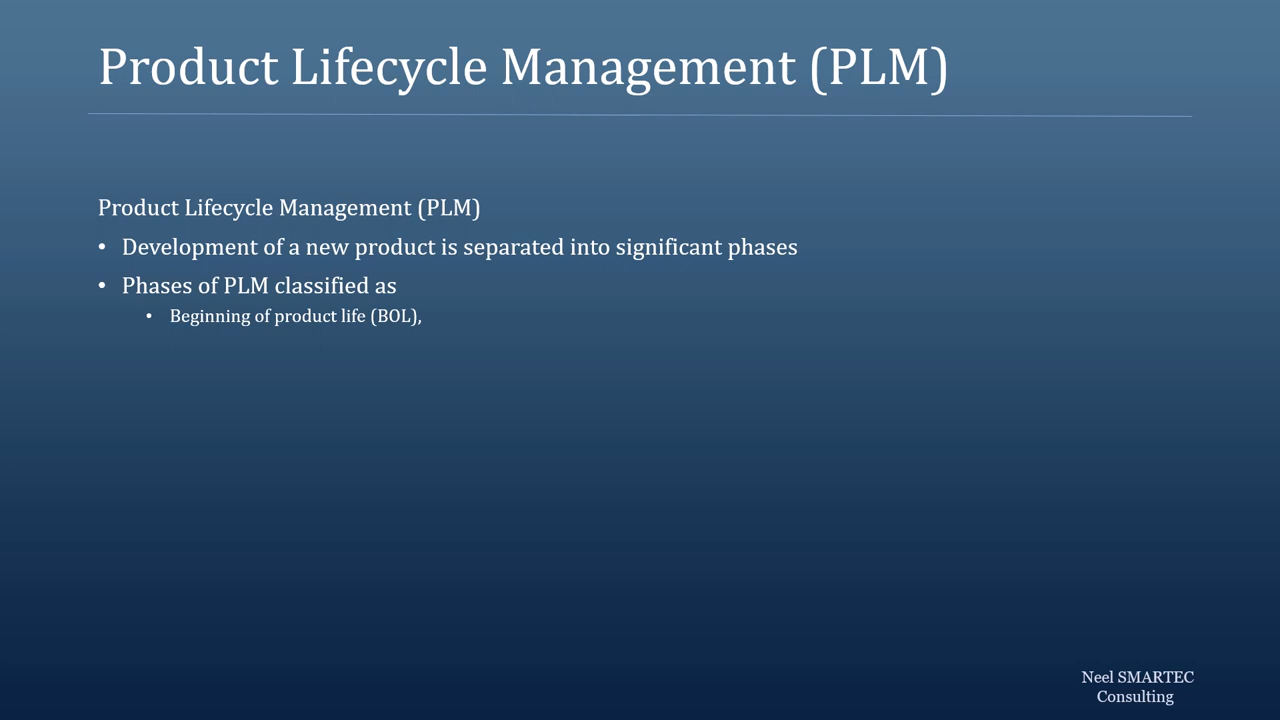 Product Lifecycle Management (PLM)
Product Lifecycle Management (PLM)
• Development of a new product is separated into significant phases
• Phases of PLM classified as
• Beginning of product life (BOL),
Neel SMARTEC
Consulting